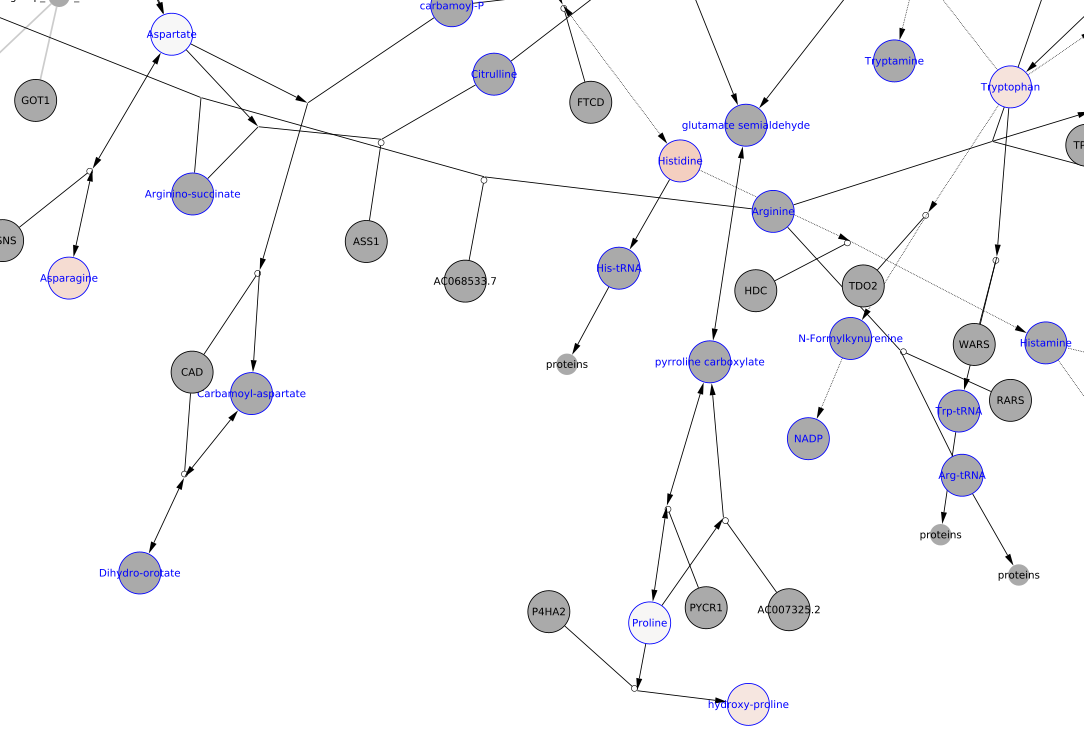 carbamoyl-P
Aspartate
Tryptamine
Citrulline
Tryptophan
GOT1
FTCD
glutamate semialdehyde
Histidine
Arginino-succinate
Arginine
ASS1
His-tRNA
Asparagine
AC068533.7
HDC
TDO2
N-Formylkynurenine
WARS
Histamine
proteins
pyrroline carboxylate
CAD
Carbamoyl-aspartate
RARS
Trp-tRNA
NADP
Arg-tRNA
proteins
Dihydro-orotate
proteins
P4HA2
PYCR1
AC007325.2
Proline
hydroxy-proline